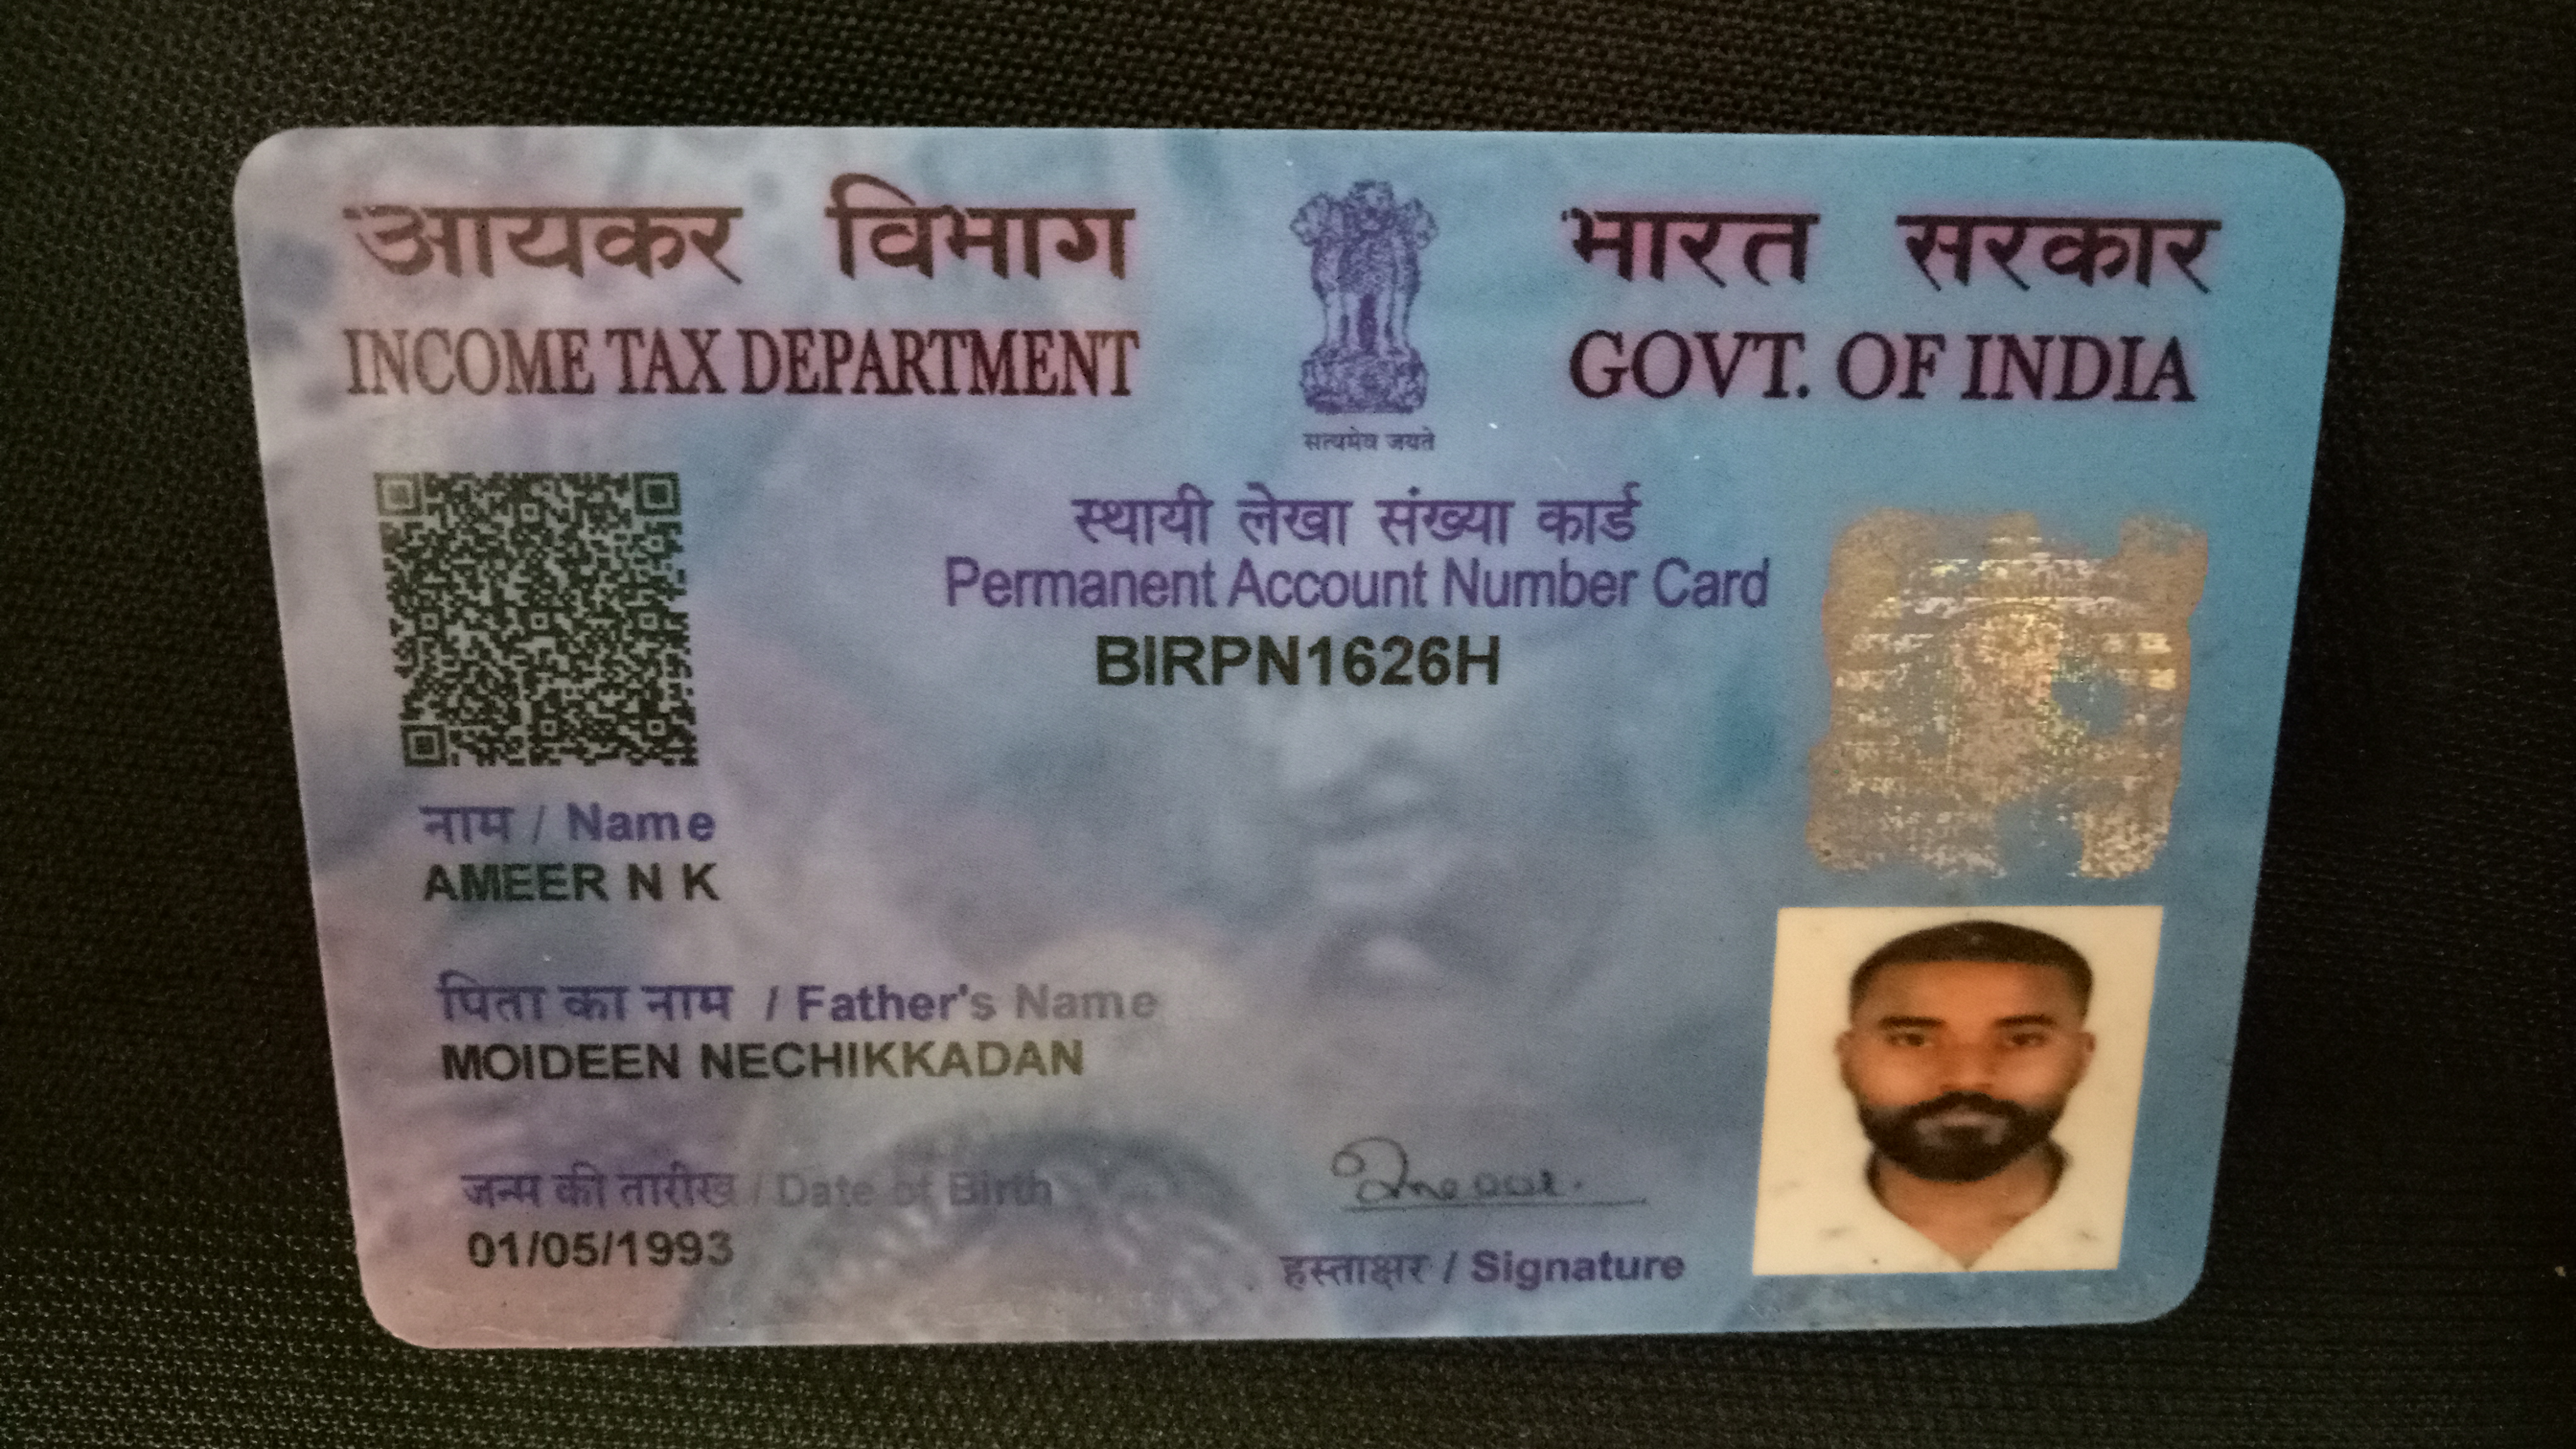 आयकर विभाग
INCOME TAX DEPARTMENT
भारत सरकार
GOVT. OF INDIA
सत्यमेव जयते
स्थायी लेखा संख्या कार्ड
Permanent Account Number Card
BIRPN1626H
नाम / Name
AMEER N K
पिता का नाम / Father's Name
MOIDEEN NECHIKKADAN
जन्म की तारीख / Date of Birth
01/05/1993
हस्ताक्षर / Signature